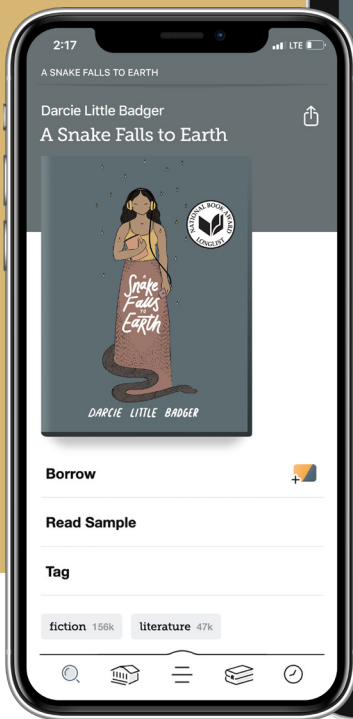 2:17
LTE
A SNAKE FALLS TO EARTH
Darcie Little Badger
A Snake Falls to Earth
NATIONAL BOOK AWARD
LONGLIST
A
Snake
Falls
TO
Earth
DARCIE LITTLE BADGER
Borrow
Read Sample
Tag
fiction 156k literature 47k